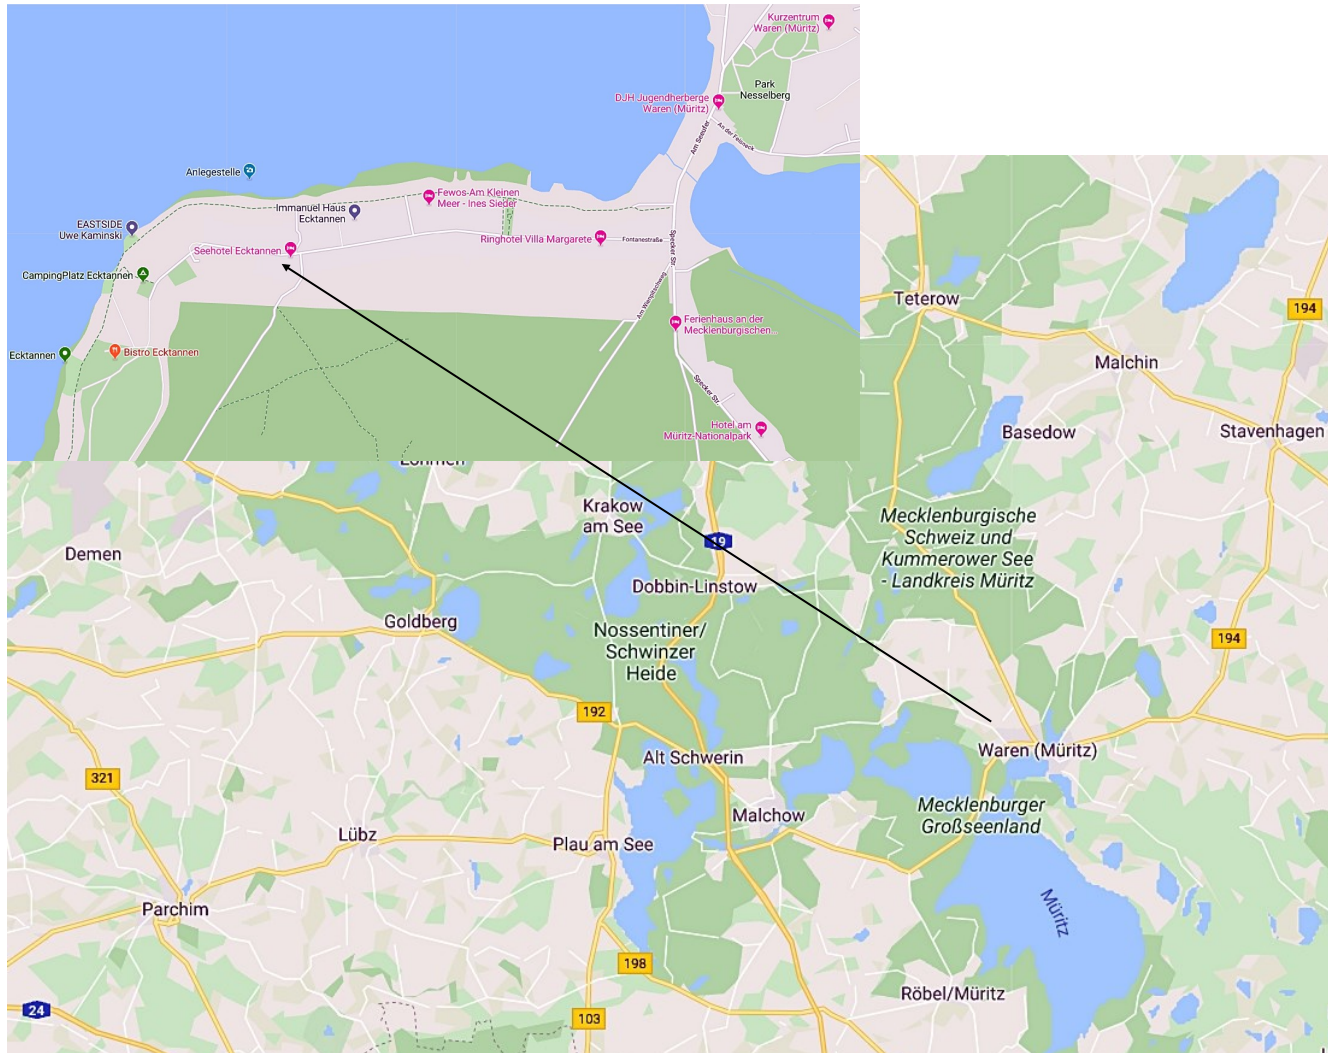 Kurzentrum
Waren (Müritz)
Park
Nesselberg
DJH Jugendherberge
Waren (Müritz)
An der Feisneck
Am Seeufer
Anlegestelle
Fewos-Am Kleinen
Meer - Ines Sieder
Immanuel Haus
Ecktannen
EASTSIDE
Uwe Kaminski
Seehotel Ecktannen
Ringhotel Villa Margarete
Fontanestraße
Specker Str.
CampingPlatz Ecktannen
Am Wienpietschweg
Ferienhaus an der
Mecklenburgischen...
Ecktannen
Bistro Ecktannen
Specker Str.
Hotel am
Müritz-Nationalpark
Teterow
194
Malchin
Basedow
Stavenhagen
Lohmen
Krakow
am See
Mecklenburgische
Schweiz und
Kummerower See
- Landkreis Müritz
19
Demen
Dobbin-Linstow
Goldberg
Nossentiner/
Schwinzer
Heide
194
192
Alt Schwerin
Waren (Müritz)
321
Mecklenburger
Großseenland
Malchow
Lübz
Plau am See
Parchim
Müritz
198
Röbel/Müritz
24
103